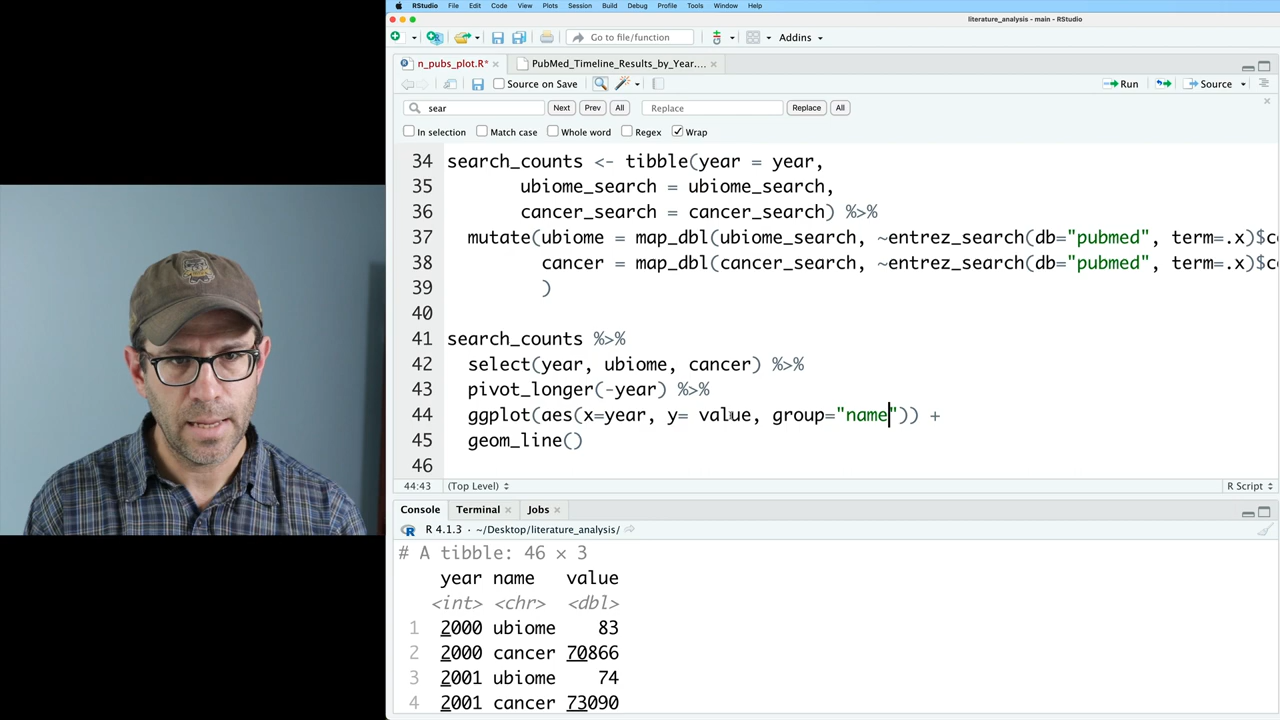 RStudio File Edit Code View Plots Session Build Debug Profile Tools Window Help
literature_analysis - main - RStudio
Go to file/function Addins
n_pubs_plot.R* PubMed_Timeline_Results_by_Year....
Source on Save Run Source
sear Next Prev All Replace Replace All
In selection Match case Whole word Regex Wrap
34 search_counts <- tibble(year = year,
35 ubiome_search = ubiome_search,
36 cancer_search = cancer_search) %>%
37 mutate(ubiome = map_dbl(ubiome_search, ~entrez_search(db="pubmed", term=.x)$c
38 cancer = map_dbl(cancer_search, ~entrez_search(db="pubmed", term=.x)$c
39 )
40
41 search_counts %>%
42 select(year, ubiome, cancer) %>%
43 pivot_longer(-year) %>%
44 ggplot(aes(x=year, y= value, group="name")) +
45 geom_line()
46
44:43 (Top Level) R Script
Console Terminal Jobs
R 4.1.3 · ~/Desktop/literature_analysis/
# A tibble: 46 × 3
year name value
<int> <chr> <dbl>
1 2000 ubiome 83
2 2000 cancer 70866
3 2001 ubiome 74
4 2001 cancer 73090